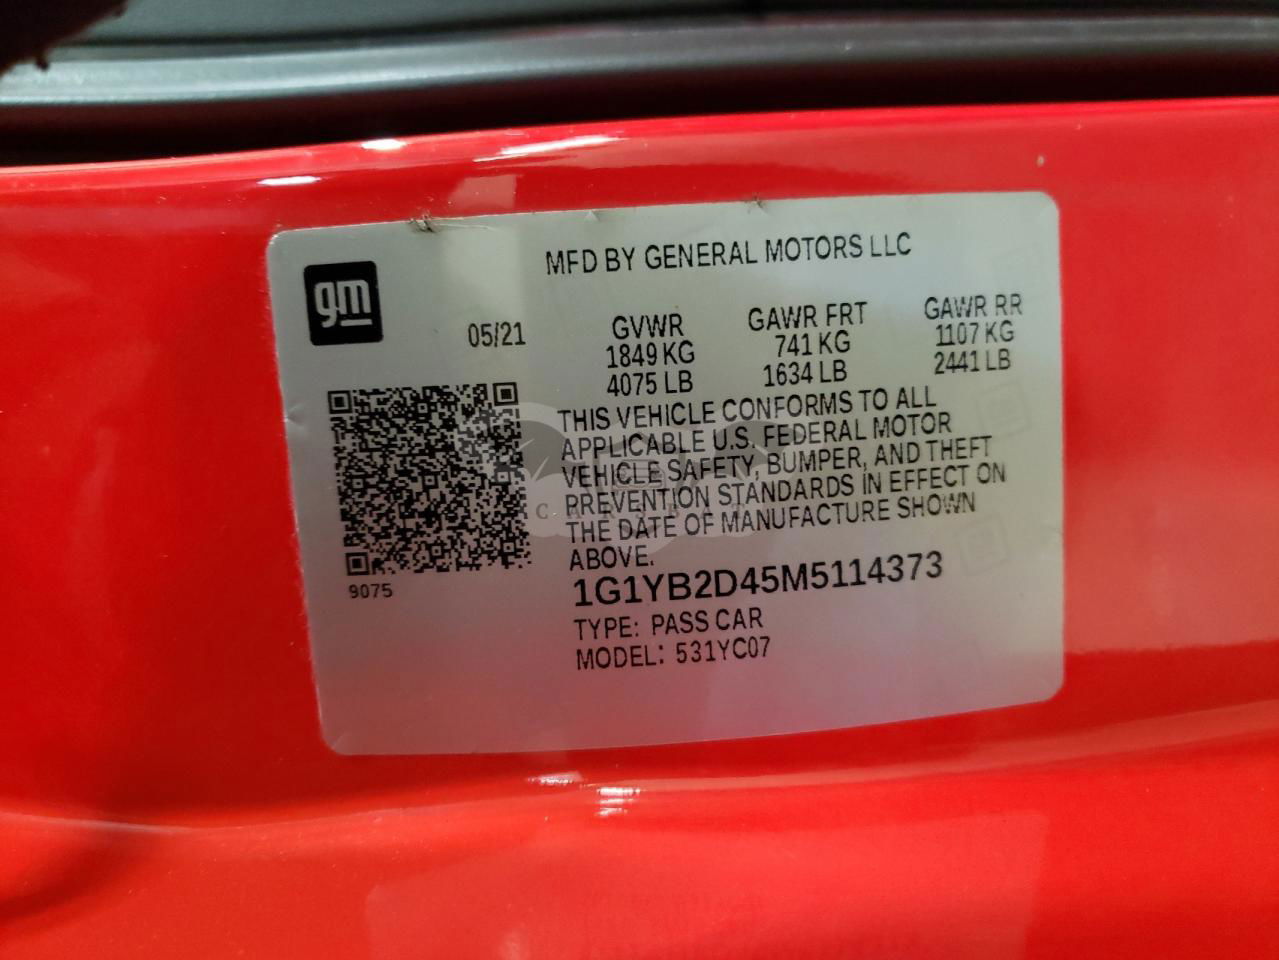 MFD BY GENERAL MOTORS LLC
gm
05/21
GVWR
1849 KG
4075 LB
GAWR FRT
741 KG
1634 LB
GAWR RR
1107 KG
2441 LB
THIS VEHICLE CONFORMS TO ALL
APPLICABLE U.S. FEDERAL MOTOR
VEHICLE SAFETY, BUMPER, AND THEFT
PREVENTION STANDARDS IN EFFECT ON
THE DATE OF MANUFACTURE SHOWN
ABOVE.
9075
1G1YB2D45M5114373
TYPE: PASS CAR
MODEL: 531YC07